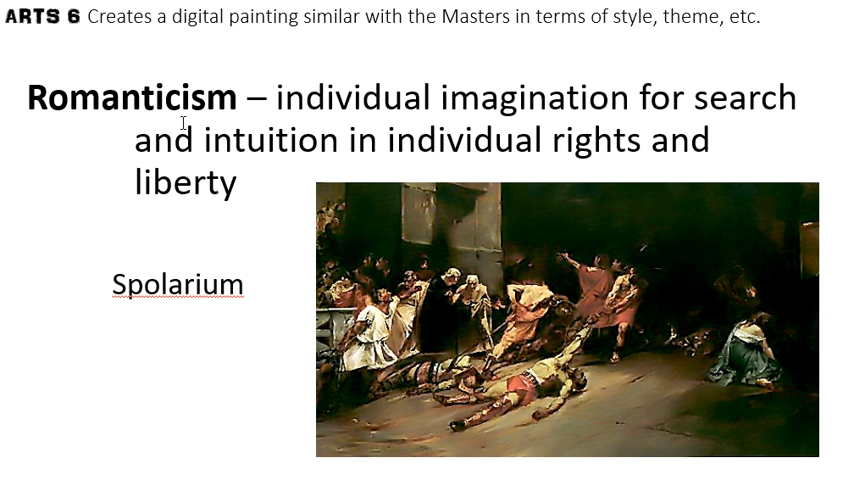 ARTS 6 Creates a digital painting similar with the Masters in terms of style, theme, etc.
Romanticism – individual imagination for search
and intuition in individual rights and
liberty
Spolarium